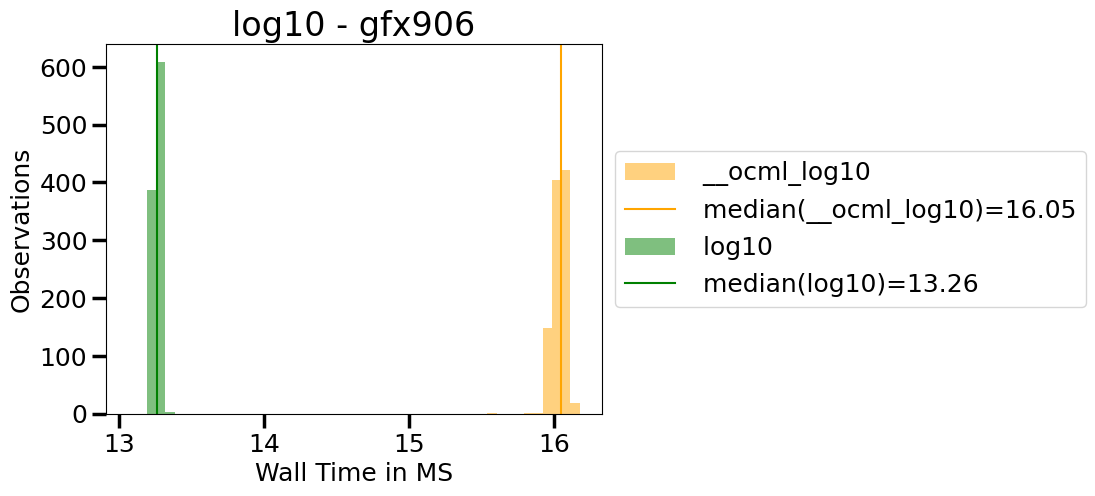 log10 - gfx906
Observations
600
500
400
300
200
100
0
13 14 15 16
Wall Time in MS
__ocml_log10
median(__ocml_log10)=16.05
log10
median(log10)=13.26